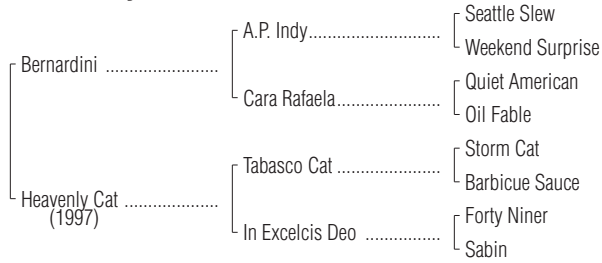 Seattle Slew
A.P. Indy
Weekend Surprise
Bernardini
Quiet American
Cara Rafaela
Oil Fable
Storm Cat
Tabasco Cat
Barbicue Sauce
Heavenly Cat
(1997)
Forty Niner
In Excelcis Deo
Sabin